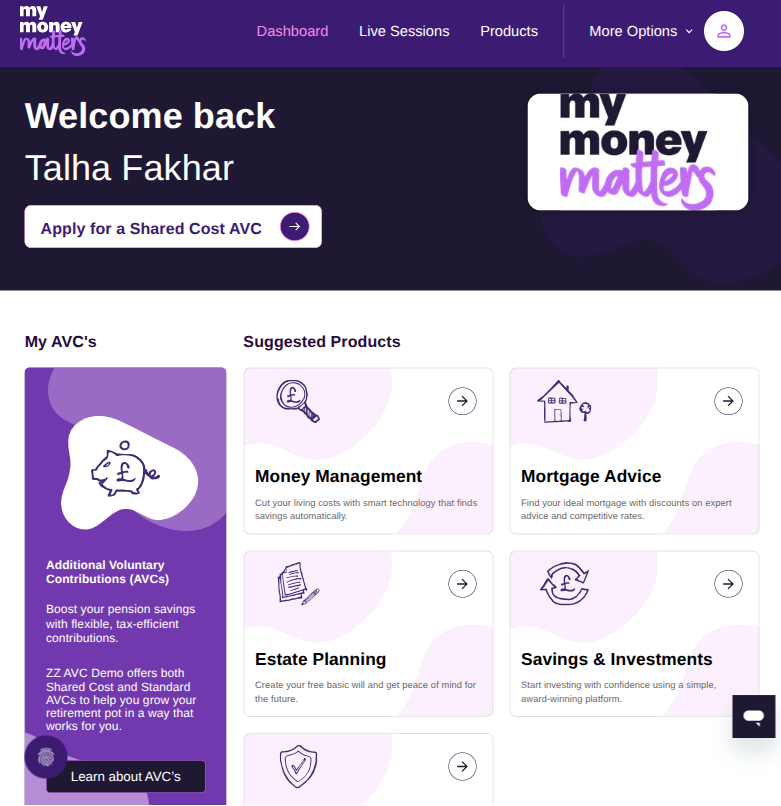 my
money
matters
Dashboard
Live Sessions
Products
More Options
Welcome back
Talha Fakhar
Apply for a Shared Cost AVC
my
money
matters
My AVC's
Suggested Products
£
Additional Voluntary
Contributions (AVCs)
Boost your pension savings
with flexible, tax-efficient
contributions.
ZZ AVC Demo offers both
Shared Cost and Standard
AVCs to help you grow your
retirement pot in a way that
works for you.
Learn about AVC's
£
Money Management
Cut your living costs with smart technology that finds
savings automatically.
Mortgage Advice
Find your ideal mortgage with discounts on expert
advice and competitive rates.
Estate Planning
Create your free basic will and get peace of mind for
the future.
£
Savings & Investments
Start investing with confidence using a simple,
award-winning platform.